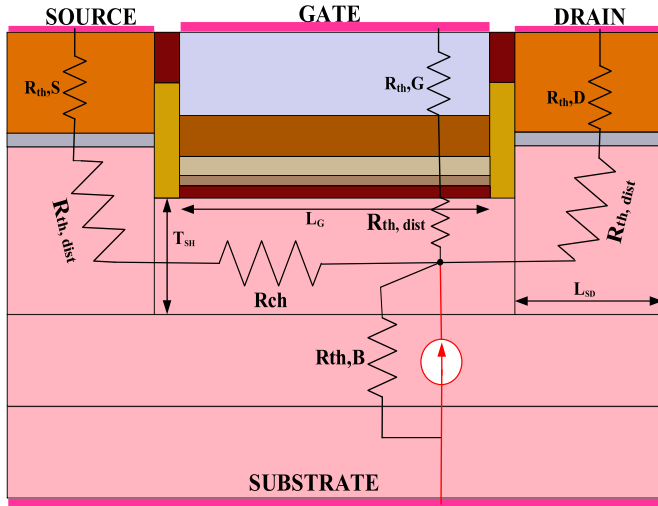 SOURCE
GATE
DRAIN
Rth,S
Rth,G
Rth,D
Rth, dist
LG
Rth, dist
Rth, dist
TSH
Rch
LSD
Rth,B
SUBSTRATE